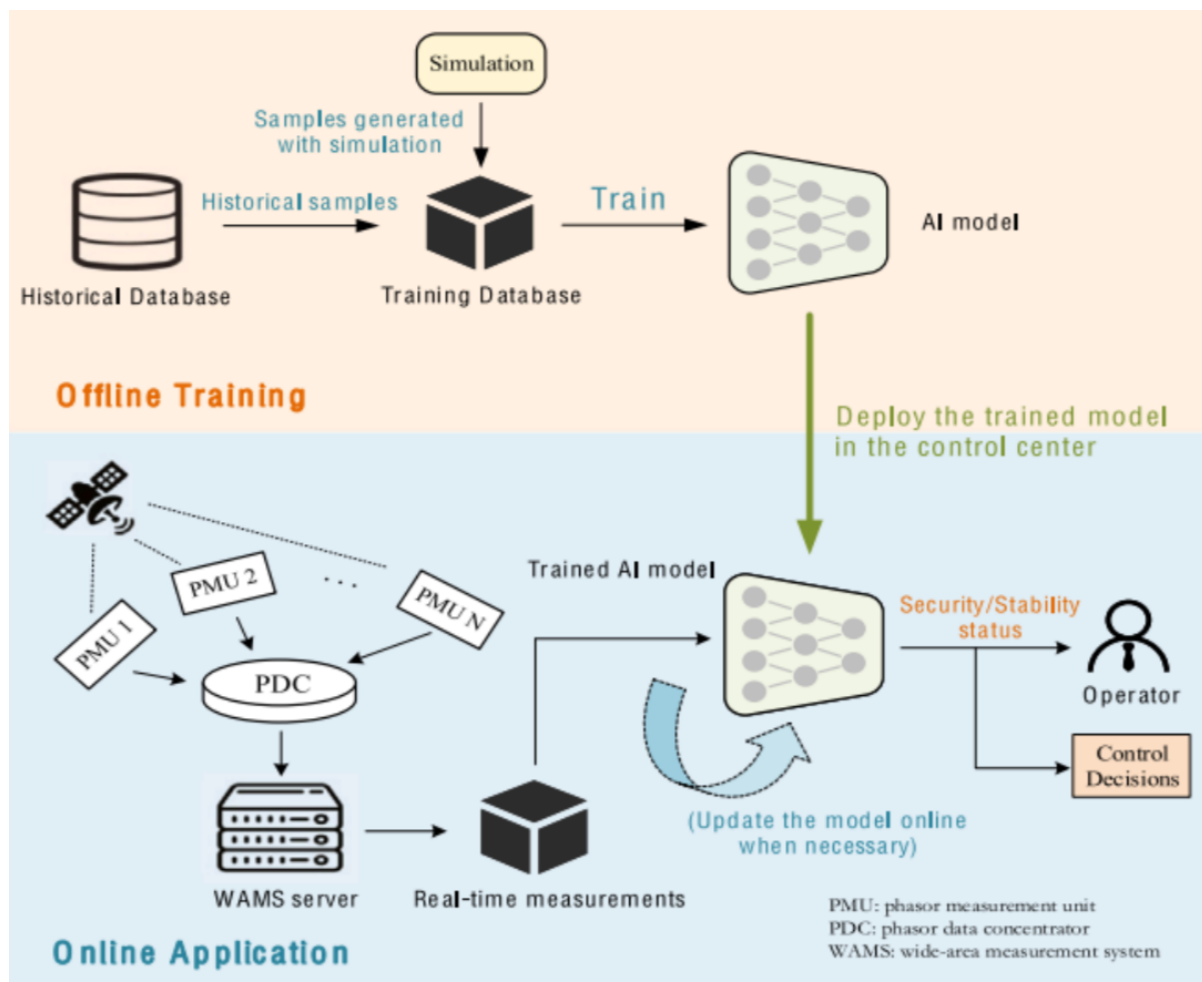 Simulation
Samples generated
with simulation
Historical samples
Train
AI model
Historical Database
Training Database
Offline Training
Deploy the trained model
in the control center
PMU 1
PMU 2
...
PMU N
PDC
Trained AI model
Security/Stability
status
Operator
Control
Decisions
(Update the model online
when necessary)
WAMS server
Real-time measurements
PMU: phasor measurement unit
PDC: phasor data concentrator
WAMS: wide-area measurement system
Online Application